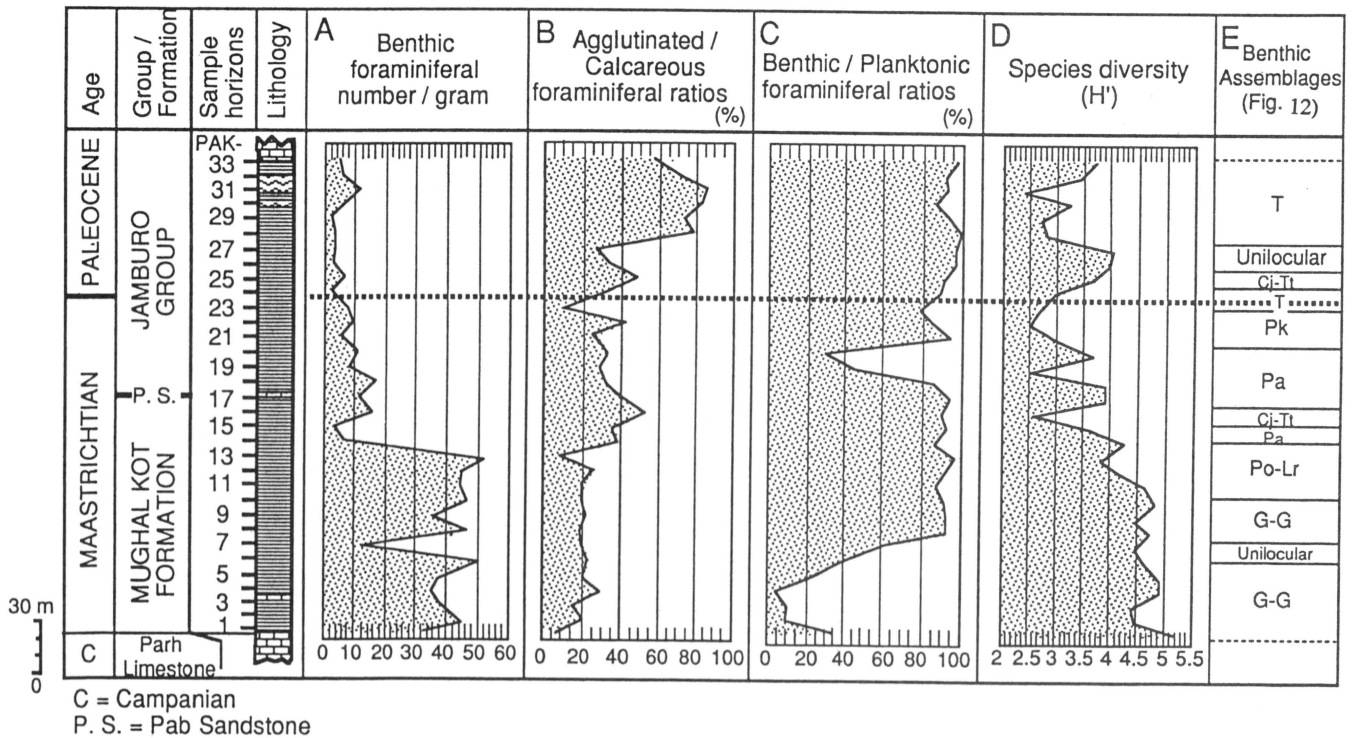 Age
Group /
Formation
Sample
horizons
Lithology
A
Benthic
foraminiferal
number / gram
B
Agglutinated /
Calcareous
foraminiferal ratios
(%)
C
Benthic / Planktonic
foraminiferal ratios
(%)
D
Species diversity
(H')
E
Benthic
Assemblages
(Fig. 12)
PALEOCENE
MAASTRICHTIAN
C
JAMBURO
GROUP
P. S.
MUGHAL KOT
FORMATION
Parh
Limestone
PAK-
33
31
29
27
25
23
21
19
17
15
13
11
9
7
5
3
1
0 10 20 30 40 50 60
0 20 40 60 80 100
0 20 40 60 80 100
2 2.5 3 3.5 4 4.5 5 5.5
T
Unilocular
Cj-Tt
T
Pk
Pa
Cj-Tt
Pa
Po-Lr
G-G
Unilocular
G-G
30 m
0
C = Campanian
P. S. = Pab Sandstone